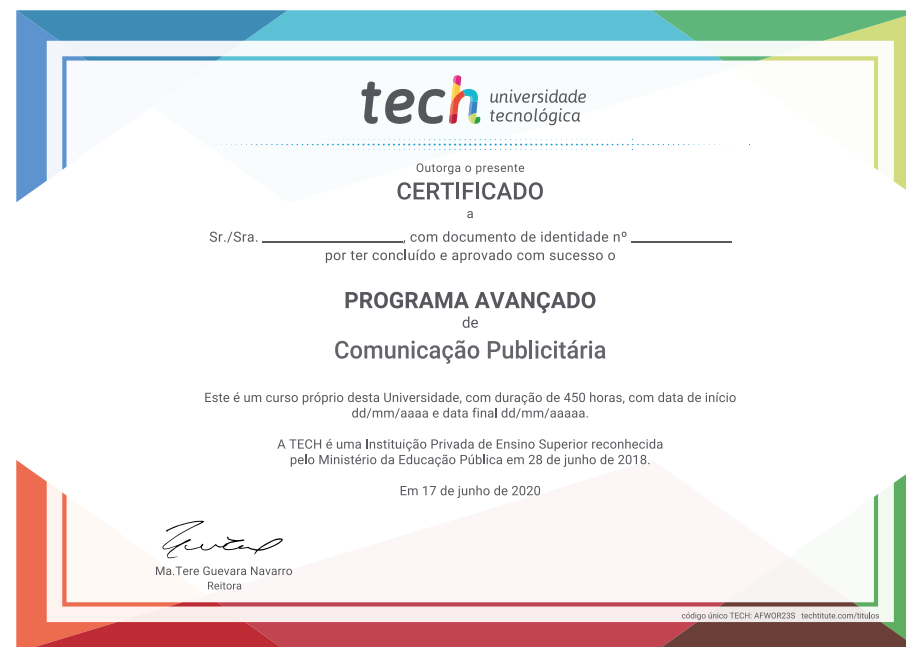 tech universidade
tecnológica
Outorga o presente
CERTIFICADO
a
Sr./Sra. ____________________, com documento de identidade nº ______________
por ter concluído e aprovado com sucesso o
PROGRAMA AVANÇADO
de
Comunicação Publicitária
Este é um curso próprio desta Universidade, com duração de 450 horas, com data de início
dd/mm/aaaa e data final dd/mm/aaaaa.
A TECH é uma Instituição Privada de Ensino Superior reconhecida
pelo Ministério da Educação Pública em 28 de junho de 2018.
Em 17 de junho de 2020
Ma.Tere Guevara Navarro
Reitora
código único TECH: AFWOR23S techtitute.com/titulos